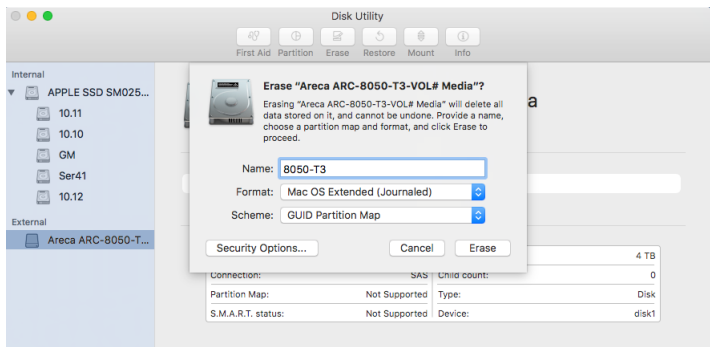 Disk Utility
First Aid Partition Erase Restore Mount Info
Internal
APPLE SSD SM025...
10.11
10.10
GM
Ser41
10.12
External
Areca ARC-8050-T...
Erase “Areca ARC-8050-T3-VOL# Media”?
Erasing “Areca ARC-8050-T3-VOL# Media” will delete all
data stored on it, and cannot be undone. Provide a name,
choose a partition map and format, and click Erase to
proceed.
Name: 8050-T3
Format: Mac OS Extended (Journaled)
Scheme: GUID Partition Map
Security Options... Cancel Erase
a
4 TB
Connection: SAS Child count: 0
Partition Map: Not Supported Type: Disk
S.M.A.R.T. status: Not Supported Device: disk1